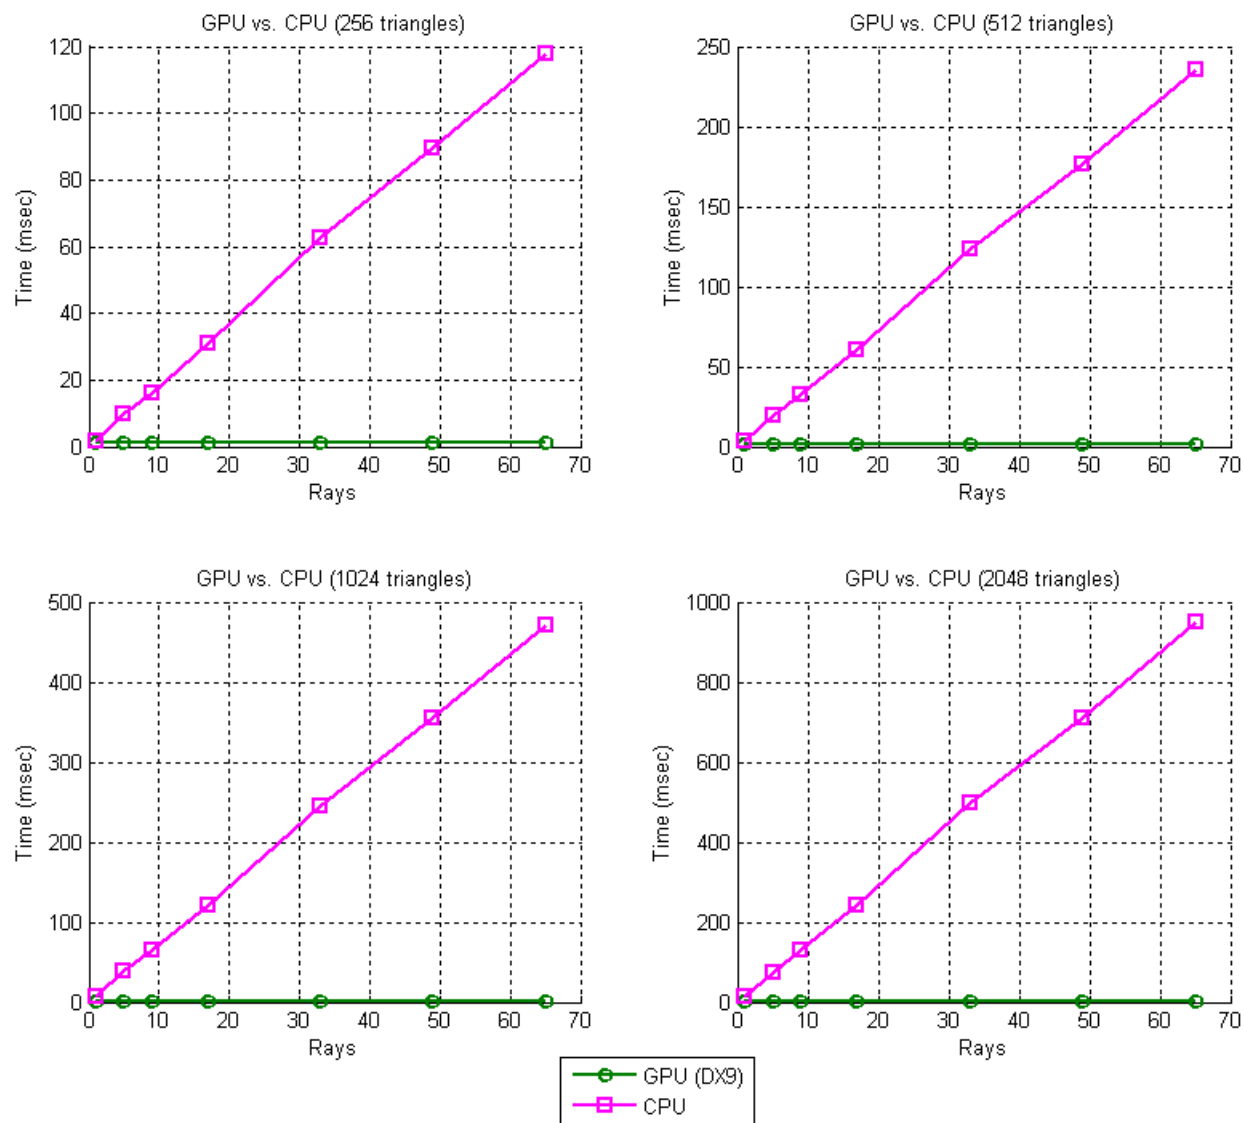 GPU vs. CPU (256 triangles)
120
100
80
60
40
20
0
Time (msec)
0 10 20 30 40 50 60 70
Rays
GPU vs. CPU (512 triangles)
250
200
150
100
50
0
Time (msec)
0 10 20 30 40 50 60 70
Rays
GPU vs. CPU (1024 triangles)
500
400
300
200
100
0
Time (msec)
0 10 20 30 40 50 60 70
Rays
GPU vs. CPU (2048 triangles)
1000
800
600
400
200
0
Time (msec)
0 10 20 30 40 50 60 70
Rays
GPU (DX9)
CPU